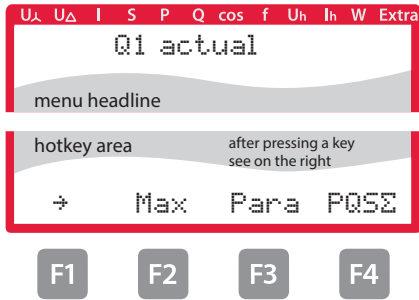 U⅄ U∆ I S P Q cos f Uh Ih W Extra
Q1 actual
menu headline
hotkey area
after pressing a key
see on the right
→ Max Para PQSΣ
F1 F2 F3 F4